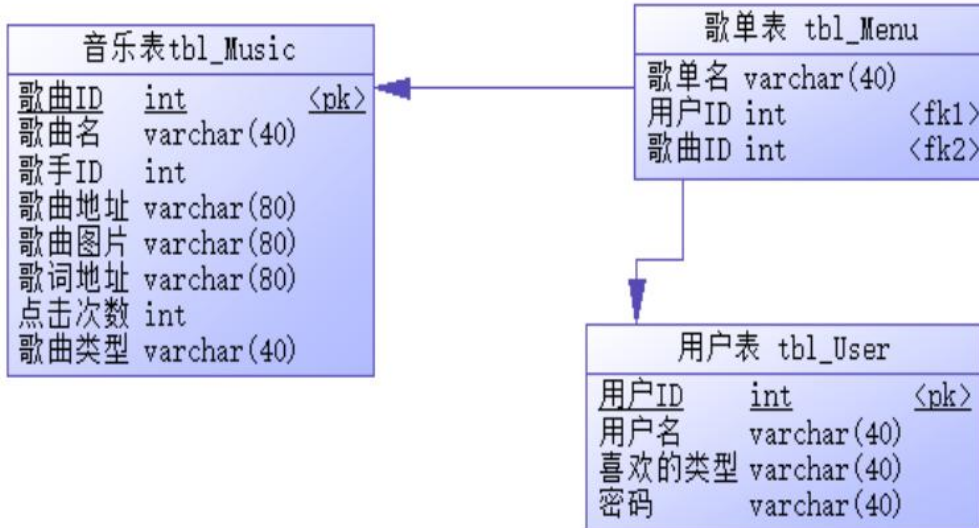 音乐表tbl_Music
歌曲ID int <pk>
歌曲名 varchar(40)
歌手ID int
歌曲地址 varchar(80)
歌曲图片 varchar(80)
歌词地址 varchar(80)
点击次数 int
歌曲类型 varchar(40)
歌单表 tbl_Menu
歌单名 varchar(40)
用户ID int <fk1>
歌曲ID int <fk2>
用户表 tbl_User
用户ID int <pk>
用户名 varchar(40)
喜欢的类型 varchar(40)
密码 varchar(40)